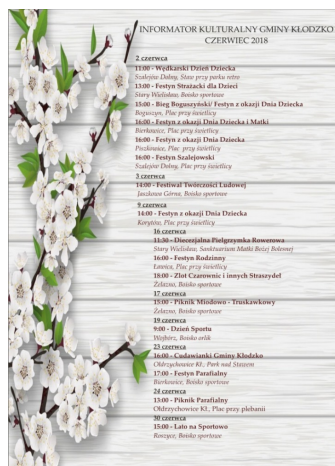 INFORMATOR KULTURALNY GMINY KŁODZKO
CZERWIEC 2018
2 czerwca
11:00 - Wędkarski Dzień Dziecka
Szalejów Dolny, Staw przy parku retro
13:00 - Festyn Strażacki dla Dzieci
Stary Wielisław, Boisko sportowe
15:00 - Bieg Boguszyński/ Festyn z okazji Dnia Dziecka
Boguszyn, Plac przy świetlicy
16:00 - Festyn z okazji Dnia Dziecka i Matki
Bierkowice, Plac przy świetlicy
16:00 - Festyn z okazji Dnia Dziecka
Piszkowice, Plac przy świetlicy
16:00 - Festyn Szalejowski
Szalejów Dolny, Plac przy świetlicy
3 czerwca
14:00 - Festiwal Twórczości Ludowej
Jaszkowa Górna, Boisko sportowe
9 czerwca
14:00 - Festyn z okazji Dnia Dziecka
Korytów, Plac przy świetlicy
16 czerwca
11:30 - Diecezjalna Pielgrzymka Rowerowa
Stary Wielisław, Sanktuarium Matki Bożej Bolesnej
16:00 - Festyn Rodzinny
Łomnica, Plac przy świetlicy
18:00 - Zlot Czarownic i innych Straszydeł
Żelazno, Boisko sportowe
17 czerwca
15:00 - Piknik Miodowo - Truskawkowy
Żelazno, Boisko sportowe
19 czerwca
9:00 - Dzień Sportu
Wojbórz, Boisko orlik
23 czerwca
16:00 - Cudawianki Gminy Kłodzko
Ołdrzychowice Kł., Park nad Stawem
17:00 - Festyn Parafialny
Bierkowice, Boisko sportowe
24 czerwca
13:00 - Piknik Parafialny
Ołdrzychowice Kł., Plac przy plebanii
30 czerwca
15:00 - Lato na Sportowo
Roszyce, Boisko sportowe